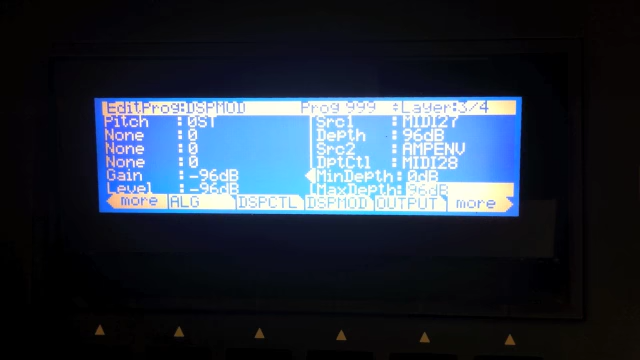 EditProg:DSPMOD Prog 999 ÷Layer:3/4
Pitch :0ST |Src1 :MIDI27
None :0 |Depth :96dB
None :0 |Src2 :AMPENV
None :0 |DptCtl :MIDI28
Gain :-96dB MinDepth: 0dB
Level :-96dB |MaxDepth:96dB
more ALG DSPCTL DSPMOD OUTPUT more